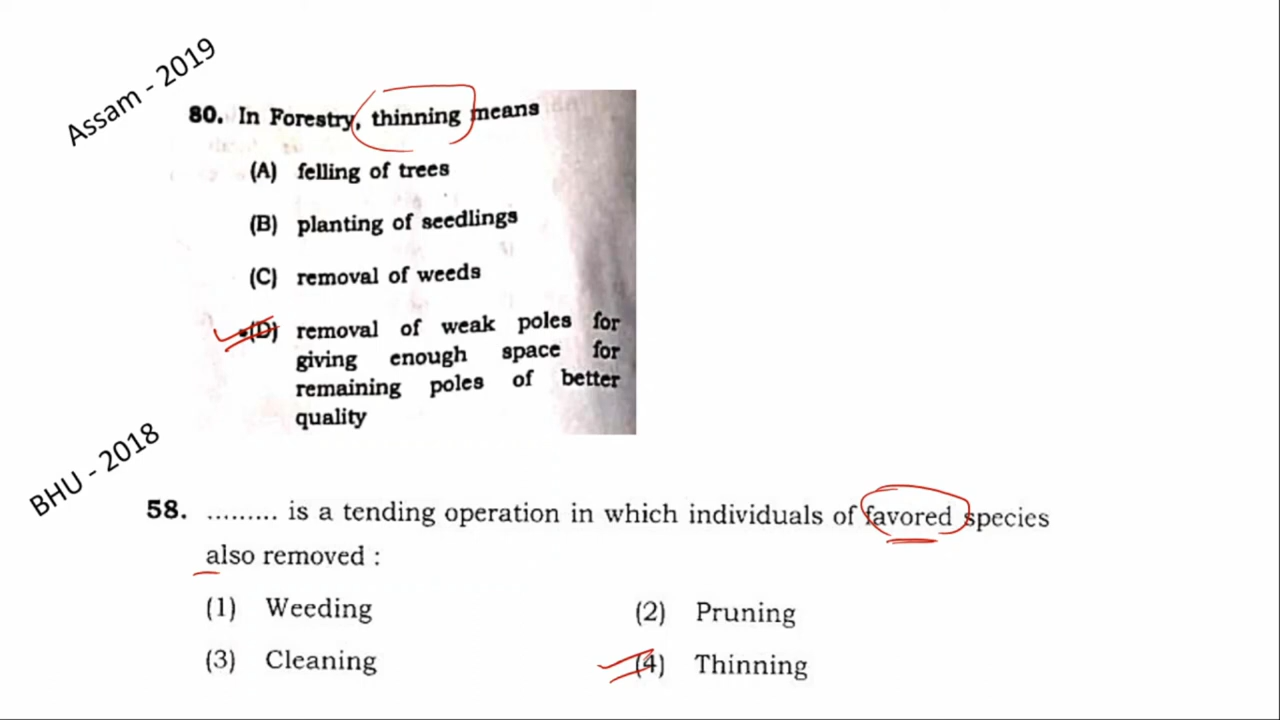 Assam - 2019
80. In Forestry, thinning means
(A) felling of trees
(B) planting of seedlings
(C) removal of weeds
(D) removal of weak poles for
giving enough space for
remaining poles of better
quality
BHU - 2018
58. ......... is a tending operation in which individuals of favored species
also removed :
(1) Weeding
(2) Pruning
(3) Cleaning
(4) Thinning